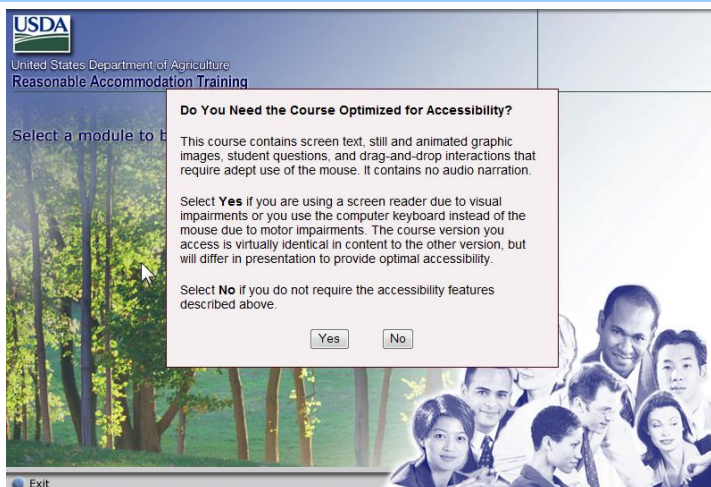 USDA
United States Department of Agriculture
Reasonable Accommodation Training
Select a module to b
Do You Need the Course Optimized for Accessibility?
This course contains screen text, still and animated graphic
images, student questions, and drag-and-drop interactions that
require adept use of the mouse. It contains no audio narration.
Select Yes if you are using a screen reader due to visual
impairments or you use the computer keyboard instead of the
mouse due to motor impairments. The course version you
access is virtually identical in content to the other version, but
will differ in presentation to provide optimal accessibility.
Select No if you do not require the accessibility features
described above.
Yes No
Exit